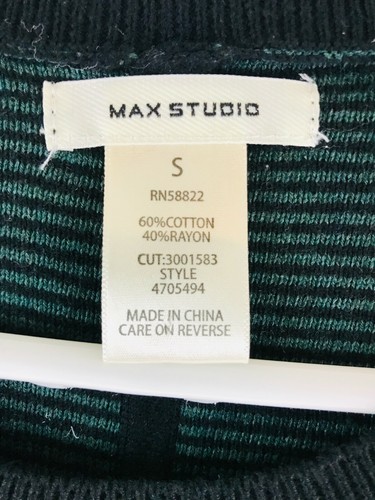 MAX STUDIO
S
RN58822
60%COTTON
40%RAYON
CUT:3001583
STYLE
4705494
MADE IN CHINA
CARE ON REVERSE